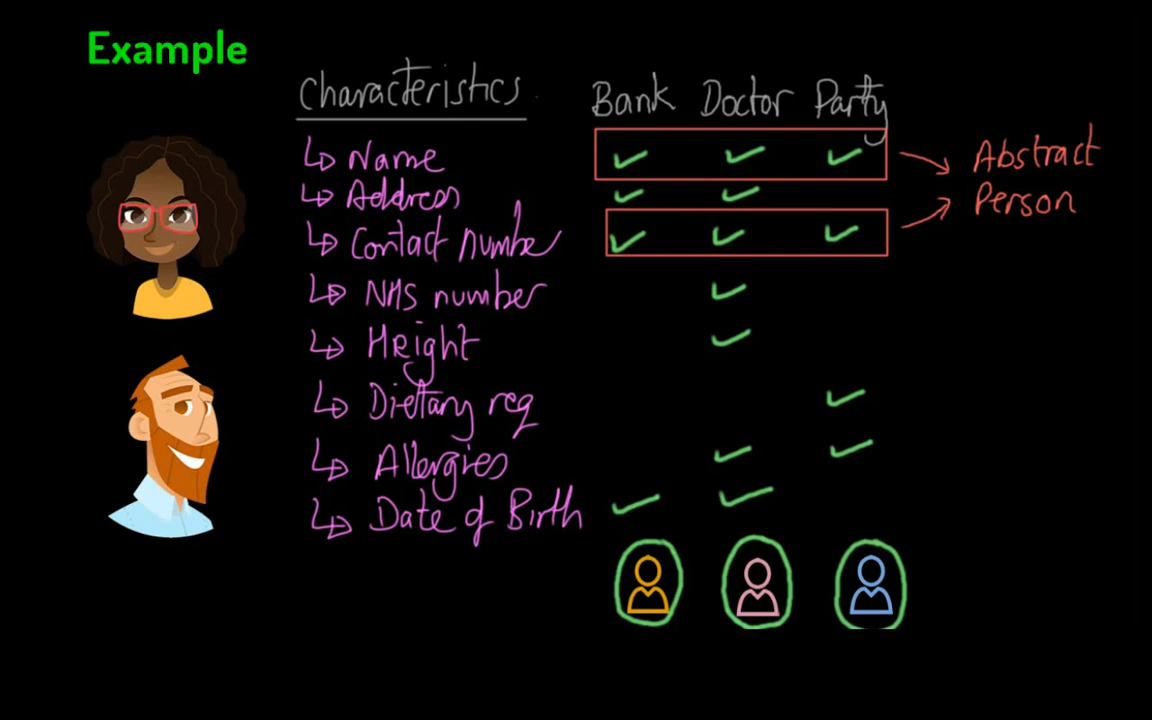 Example
Characteristics Bank Doctor Party
↳ Name ✓ ✓ ✓ → Abstract
↳ Address ✓ ✓ → Person
↳ Contact number ✓ ✓ ✓
↳ NHS number ✓
↳ Height ✓
↳ Dietary req ✓
↳ Allergies ✓ ✓
↳ Date of Birth ✓ ✓